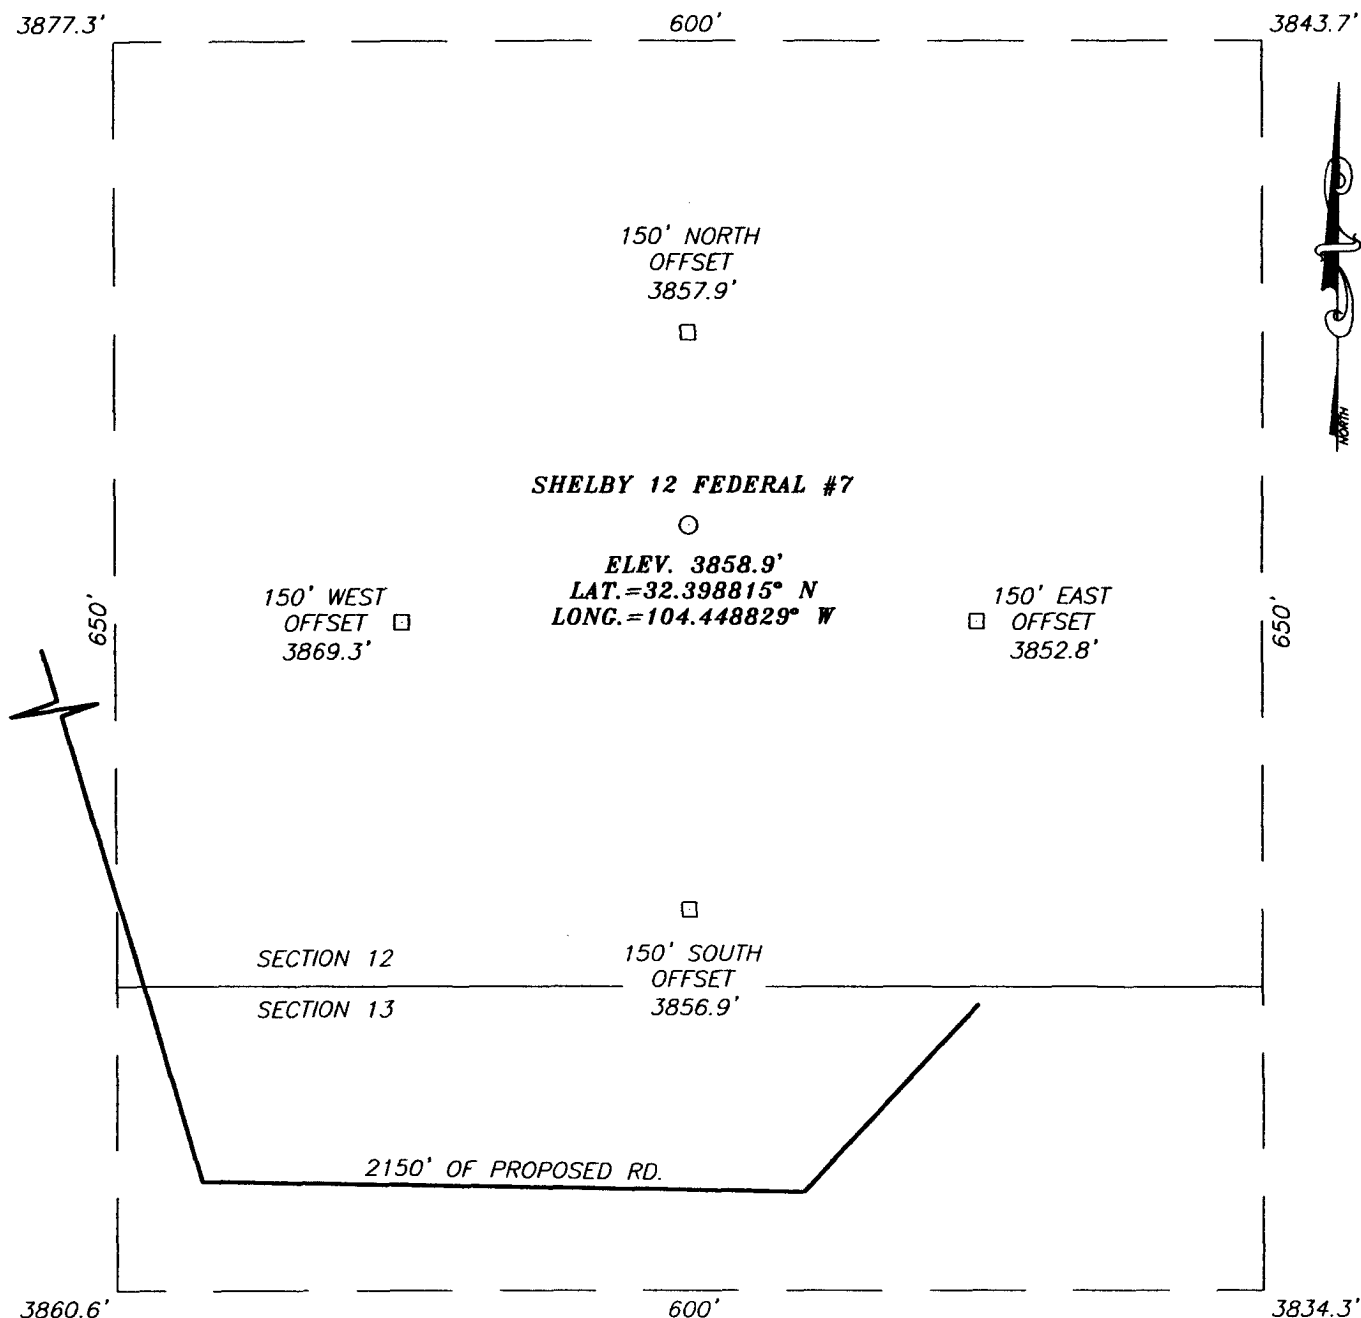 3877.3'
600'
3843.7'
NORTH
150' NORTH
OFFSET
3857.9'
SHELBY 12 FEDERAL #7
ELEV. 3858.9'
LAT.=32.398815° N
LONG.=104.448829° W
650'
150' WEST
OFFSET
3869.3'
150' EAST
OFFSET
3852.8'
650'
SECTION 12
SECTION 13
150' SOUTH
OFFSET
3856.9'
2150' OF PROPOSED RD.
3860.6'
600'
3834.3'